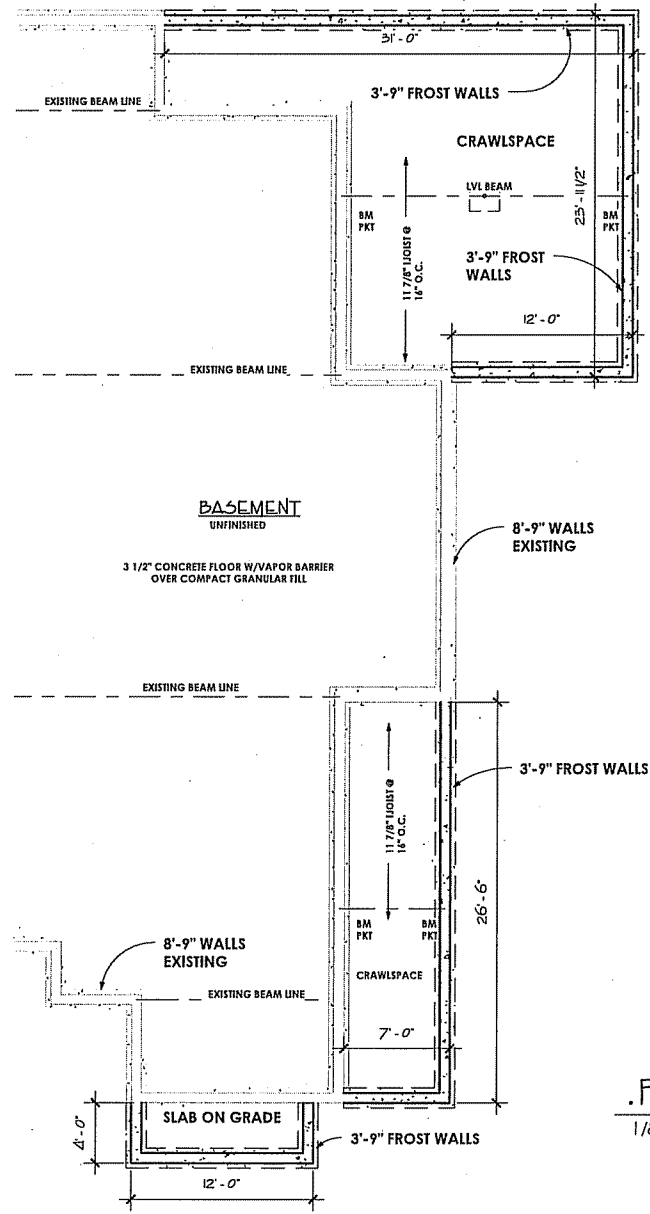 31'-0"
EXISTING BEAM LINE
3'-9" FROST WALLS
CRAWLSPACE
LVL BEAM
BM
PKT
BM
PKT
23'-11 1/2"
11 7/8" IJOIST @
16" O.C.
3'-9" FROST
WALLS
12'-0"
EXISTING BEAM LINE
BASEMENT
UNFINISHED
8'-9" WALLS
EXISTING
3 1/2" CONCRETE FLOOR W/VAPOR BARRIER
OVER COMPACT GRANULAR FILL
EXISTING BEAM LINE
3'-9" FROST WALLS
11 7/8" IJOIST @
16" O.C.
26'-6"
BM
PKT
BM
PKT
8'-9" WALLS
EXISTING
CRAWLSPACE
EXISTING BEAM LINE
7'-0"
SLAB ON GRADE
4'-0"
3'-9" FROST WALLS
12'-0"